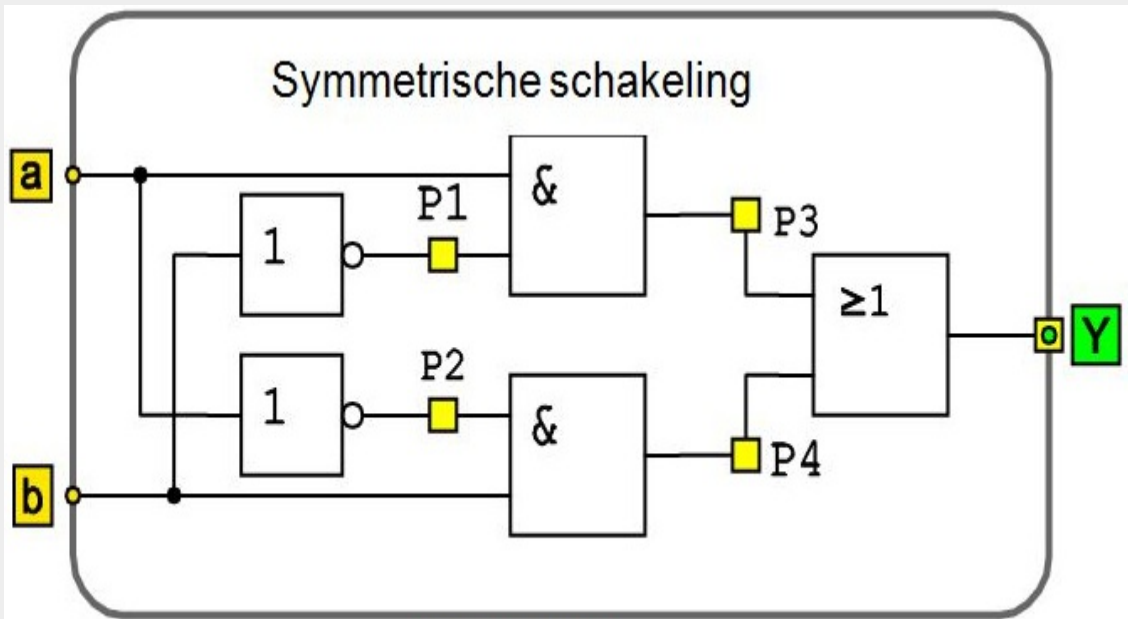 Symmetrische schakeling
a
&
P1
1
P3
≥1
Y
P2
1
&
P4
b